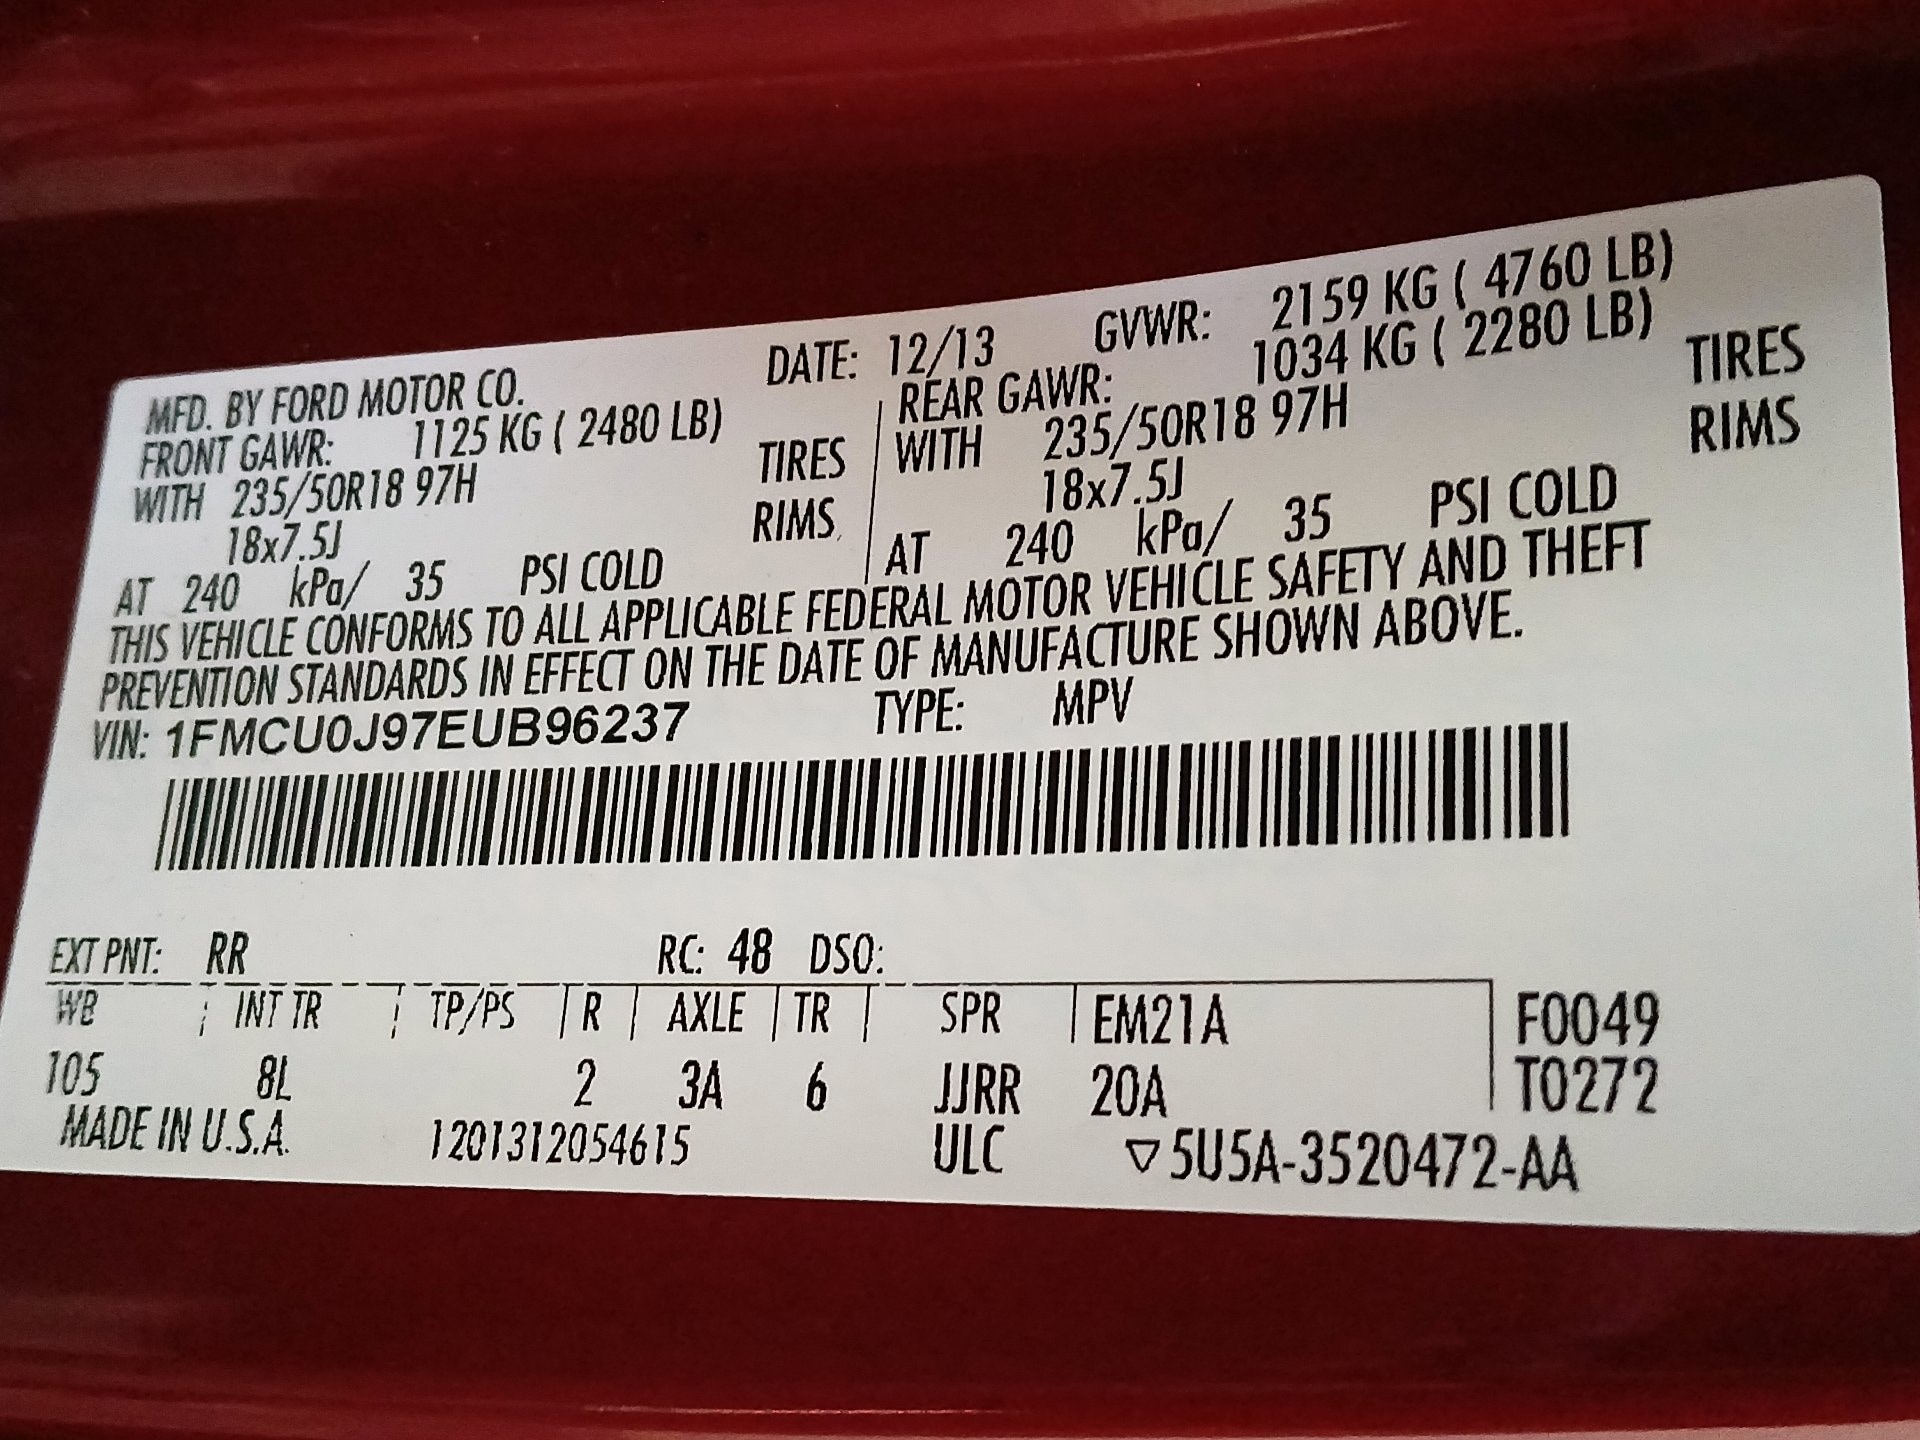 MFD. BY FORD MOTOR CO. DATE: 12/13 GVWR: 2159 KG ( 4760 LB)
FRONT GAWR: 1125 KG ( 2480 LB) REAR GAWR: 1034 KG ( 2280 LB)
WITH 235/50R18 97H TIRES WITH 235/50R18 97H TIRES
18x7.5J RIMS 18x7.5J RIMS
AT 240 kPa/ 35 PSI COLD AT 240 kPa/ 35 PSI COLD
THIS VEHICLE CONFORMS TO ALL APPLICABLE FEDERAL MOTOR VEHICLE SAFETY AND THEFT
PREVENTION STANDARDS IN EFFECT ON THE DATE OF MANUFACTURE SHOWN ABOVE.
VIN: 1FMCU0J97EUB96237 TYPE: MPV
EXT PNT: RR RC: 48 DSO:
WB INT TR TP/PS R AXLE TR SPR EM21A F0049
105 8L 2 3A 6 JJRR 20A T0272
MADE IN U.S.A. 1201312054615 ULC ▽5U5A-3520472-AA